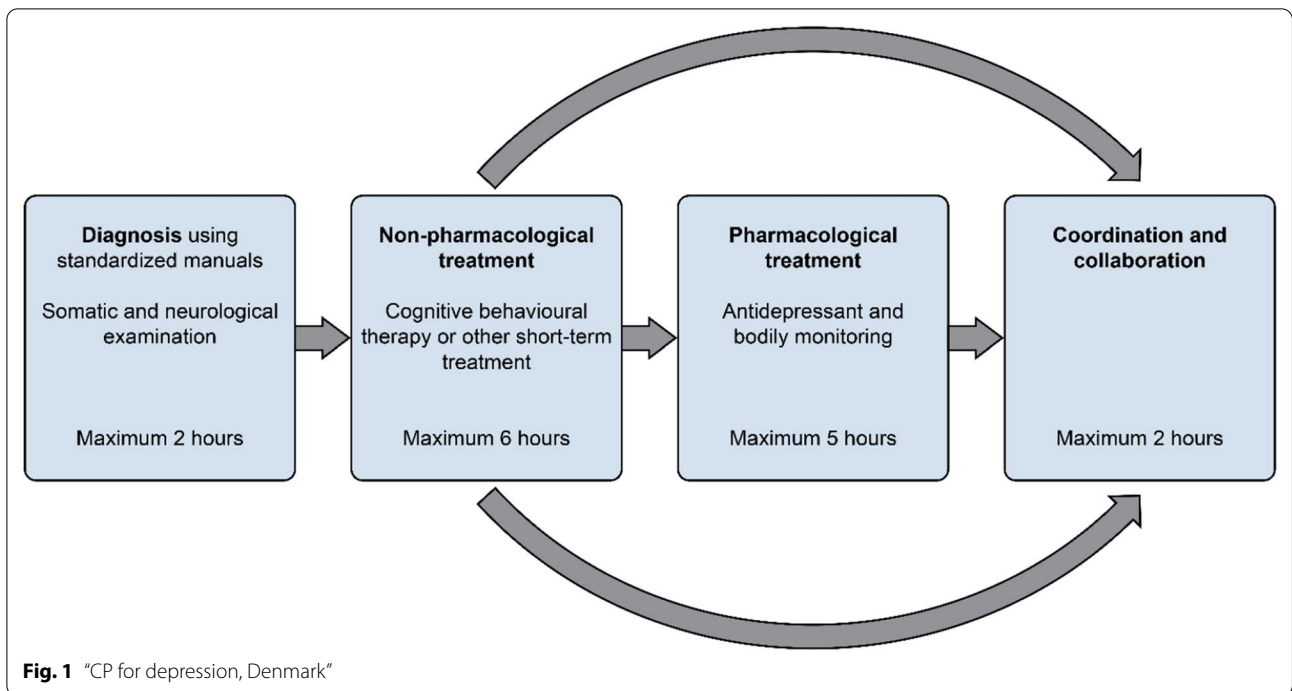 Diagnosis using
standardized manuals
Somatic and neurological
examination
Maximum 2 hours
Non-pharmacological
treatment
Cognitive behavioural
therapy or other short-term
treatment
Maximum 6 hours
Pharmacological
treatment
Antidepressant and
bodily monitoring
Maximum 5 hours
Coordination and
collaboration
Maximum 2 hours
Fig. 1 “CP for depression, Denmark”